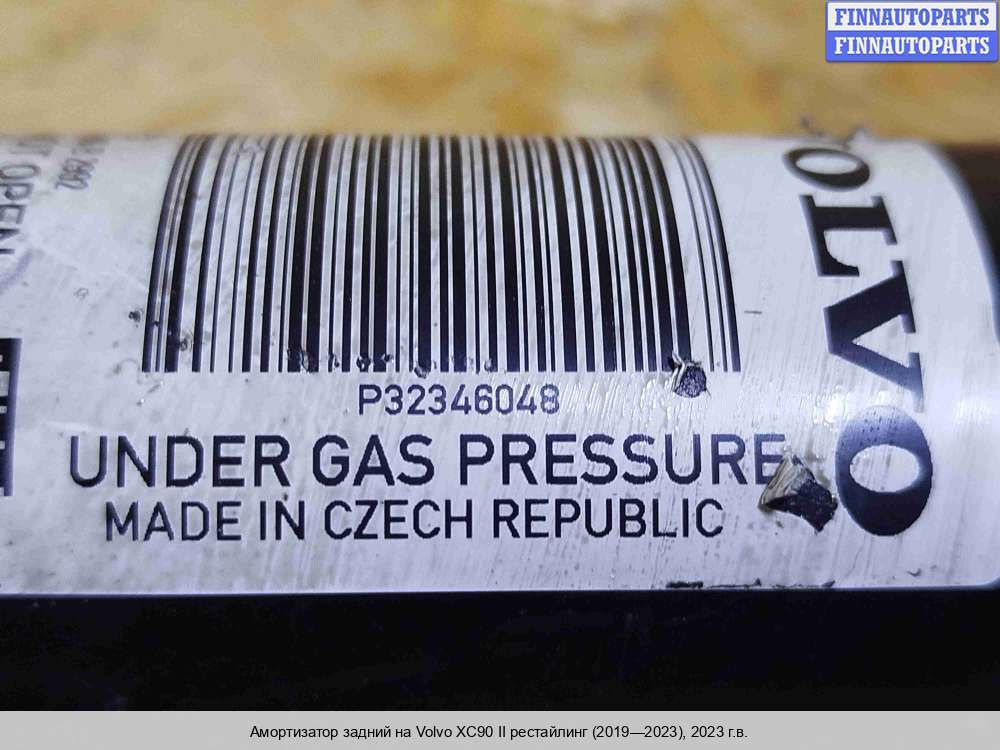 FINNAUTOPARTS
FINNAUTOPARTS
OPEN
VOLVO
P32346048
UNDER GAS PRESSURE
MADE IN CZECH REPUBLIC
Амортизатор задний на Volvo XC90 II рестайлинг (2019—2023), 2023 г.в.